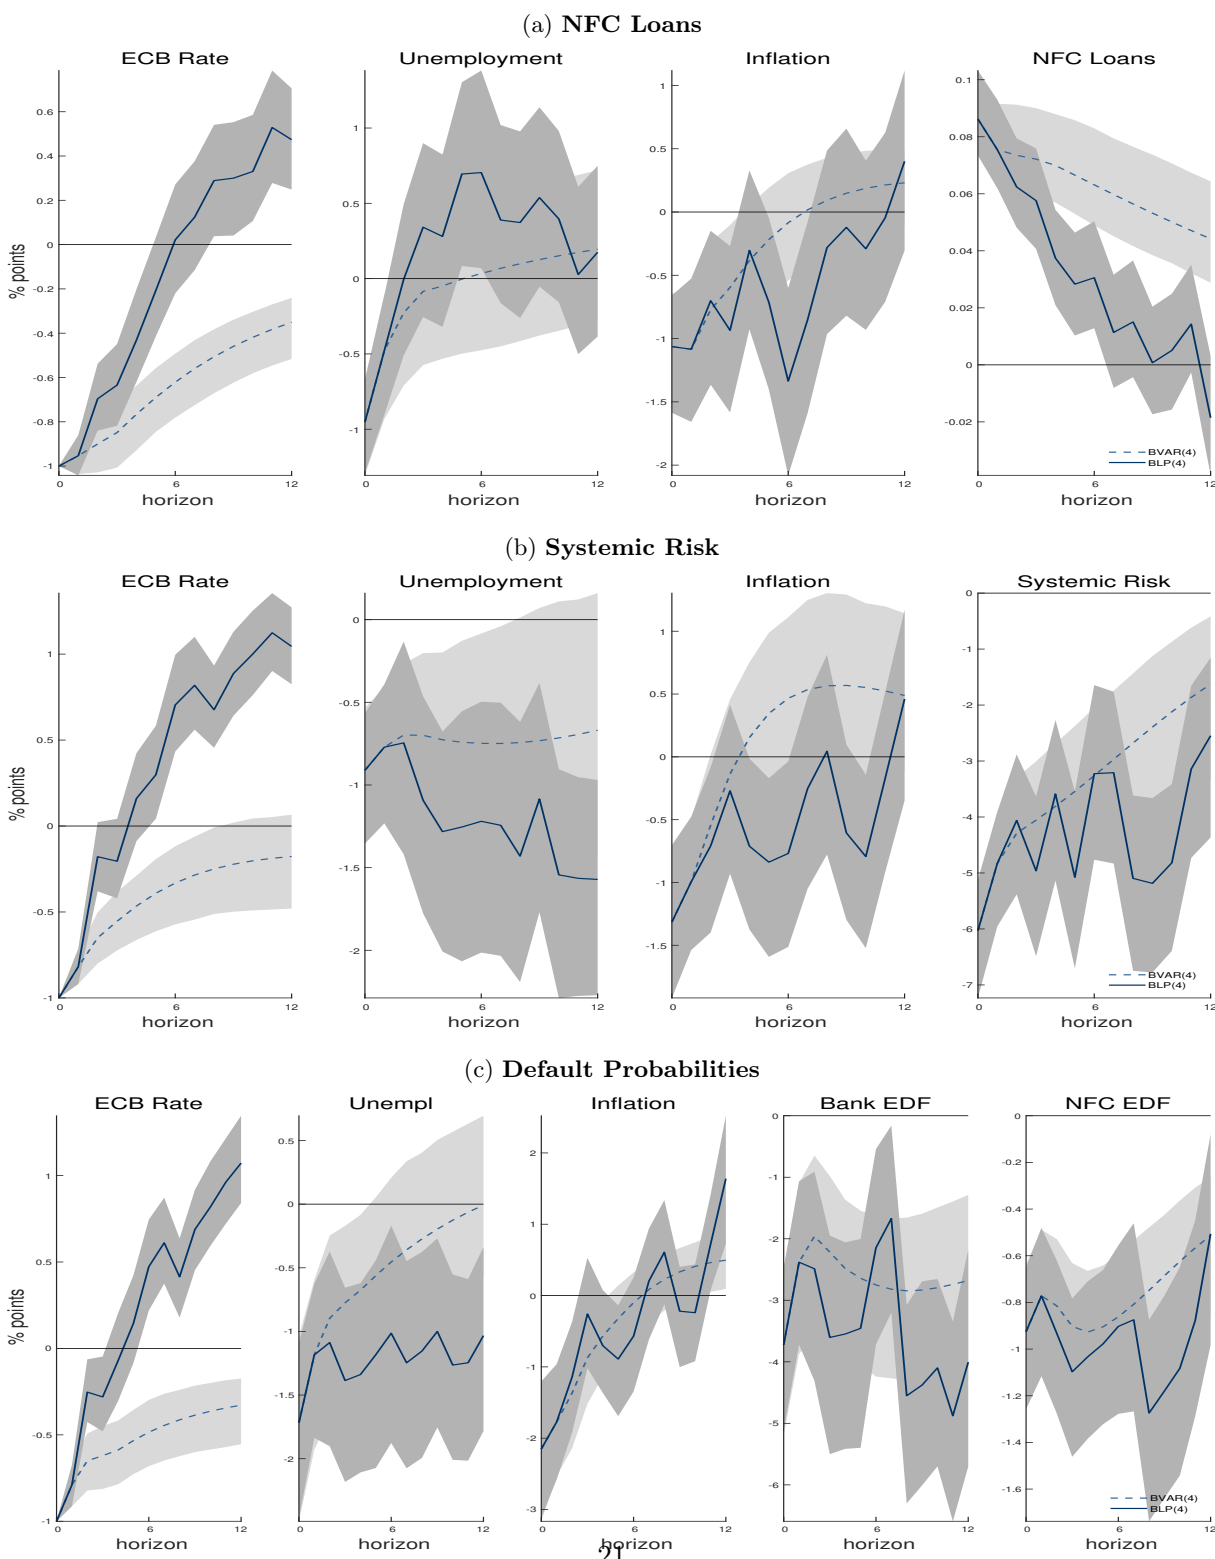 (a) NFC Loans
ECB Rate Unemployment Inflation NFC Loans
% points
0.6
0.4
0.2
0
-0.2
-0.4
-0.6
-0.8
-1
0 6 12
horizon
1
0.5
0
-0.5
-1
0 6 12
horizon
1
0.5
0
-0.5
-1
-1.5
-2
0 6 12
horizon
0.1
0.08
0.06
0.04
0.02
0
-0.02
BVAR(4)
BLP(4)
0 6 12
horizon
(b) Systemic Risk
ECB Rate Unemployment Inflation Systemic Risk
% points
1
0.5
0
-0.5
-1
0 6 12
horizon
0
-0.5
-1
-1.5
-2
0 6 12
horizon
1
0.5
0
-0.5
-1
-1.5
0 6 12
horizon
0
-1
-2
-3
-4
-5
-6
-7
BVAR(4)
BLP(4)
0 6 12
horizon
(c) Default Probabilities
ECB Rate Unempl Inflation Bank EDF NFC EDF
% points
1
0.5
0
-0.5
-1
0 6 12
horizon
0.5
0
-0.5
-1
-1.5
-2
0 6 12
horizon
2
1
0
-1
-2
-3
0 6 12
horizon
0
-1
-2
-3
-4
-5
-6
0 6 12
horizon
0
-0.2
-0.4
-0.6
-0.8
-1
-1.2
-1.4
-1.6
BVAR(4)
BLP(4)
0 6 12
horizon
21